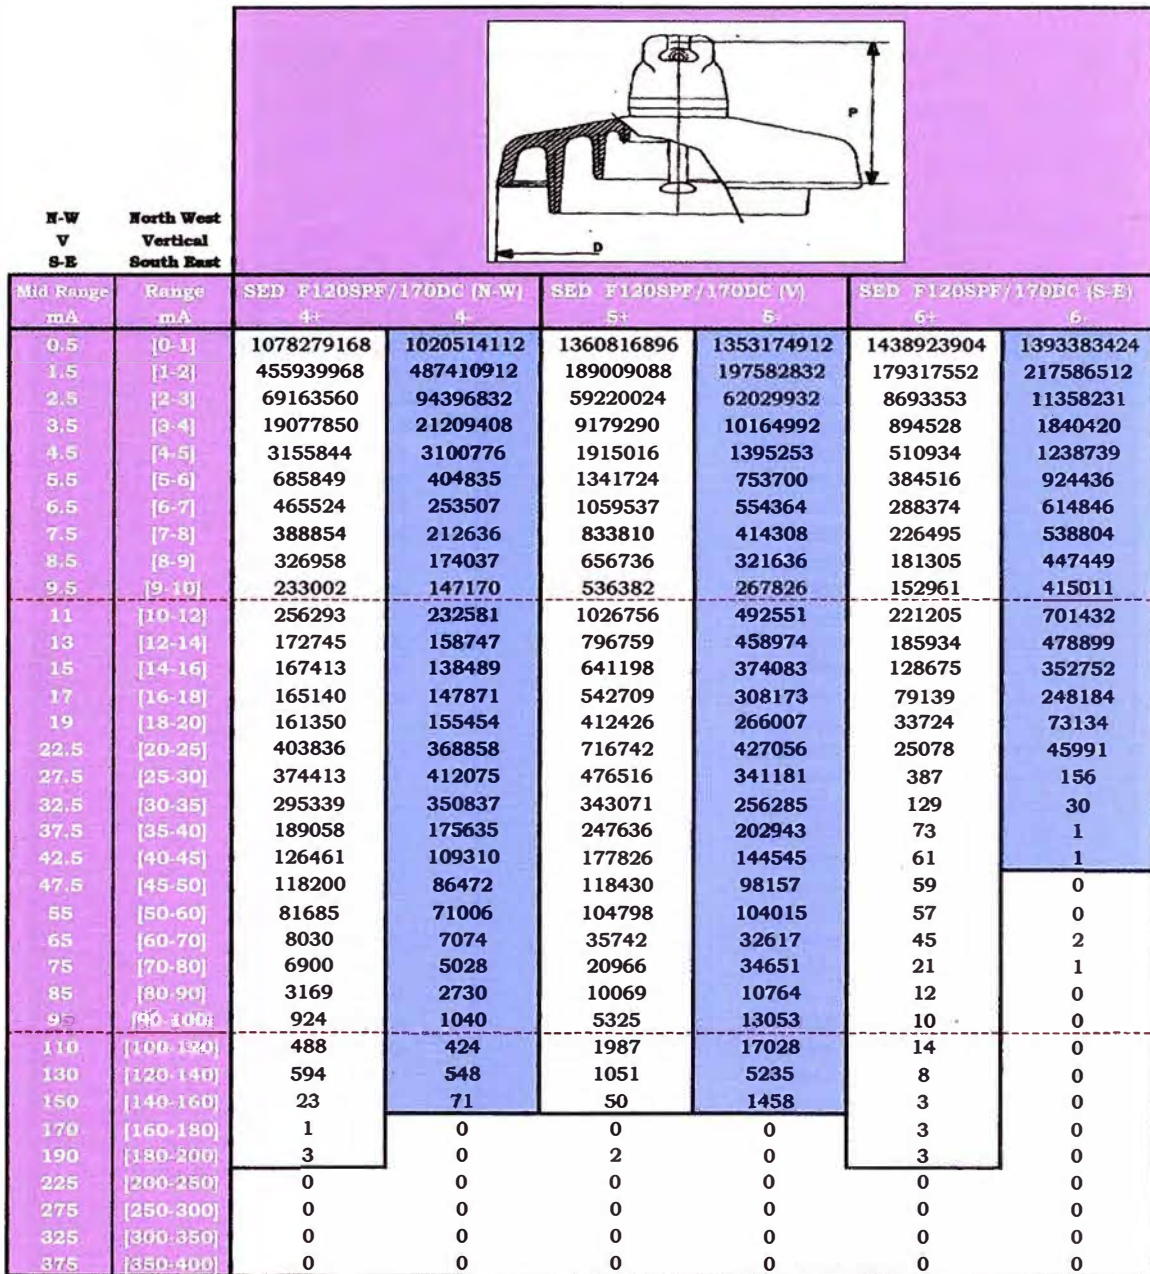 P
D
N-W North West
V Vertical
S-E South East
Mid Range Range SED F120SPF/170DC (N-W) SED F120SPF/170DC (V) SED F120SPF/170DC (S-E)
mA mA 4+ 4- 5+ 5- 6+ 6-
0.5 [0-1] 1078279168 1020514112 1360816896 1353174912 1438923904 1393383424
1.5 [1-2] 455939968 487410912 189009088 197582832 179317552 217586512
2.5 [2-3] 69163560 94396832 59220024 62029932 8693353 11358231
3.5 [3-4] 19077850 21209408 9179290 10164992 894528 1840420
4.5 [4-5] 3155844 3100776 1915016 1395253 510934 1238739
5.5 [5-6] 685849 404835 1341724 753700 384516 924436
6.5 [6-7] 465524 253507 1059537 554364 288374 614846
7.5 [7-8] 388854 212636 833810 414308 226495 538804
8.5 [8-9] 326958 174037 656736 321636 181305 447449
9.5 [9-10] 233002 147170 536382 267826 152961 415011
11 [10-12] 256293 232581 1026756 492551 221205 701432
13 [12-14] 172745 158747 796759 458974 185934 478899
15 [14-16] 167413 138489 641198 374083 128675 352752
17 [16-18] 165140 147871 542709 308173 79139 248184
19 [18-20] 161350 155454 412426 266007 33724 73134
22.5 [20-25] 403836 368858 716742 427056 25078 45991
27.5 [25-30] 374413 412075 476516 341181 387 156
32.5 [30-35] 295339 350837 343071 256285 129 30
37.5 [35-40] 189058 175635 247636 202943 73 1
42.5 [40-45] 126461 109310 177826 144545 61 1
47.5 [45-50] 118200 86472 118430 98157 59 0
55 [50-60] 81685 71006 104798 104015 57 0
65 [60-70] 8030 7074 35742 32617 45 2
75 [70-80] 6900 5028 20966 34651 21 1
85 [80-90] 3169 2730 10069 10764 12 0
95 [90-100] 924 1040 5325 13053 10 0
110 [100-120] 488 424 1987 17028 14 0
130 [120-140] 594 548 1051 5235 8 0
150 [140-160] 23 71 50 1458 3 0
170 [160-180] 1 0 0 0 3 0
190 [180-200] 3 0 2 0 3 0
225 [200-250] 0 0 0 0 0 0
275 [250-300] 0 0 0 0 0 0
325 [300-350] 0 0 0 0 0 0
375 [350-400] 0 0 0 0 0 0